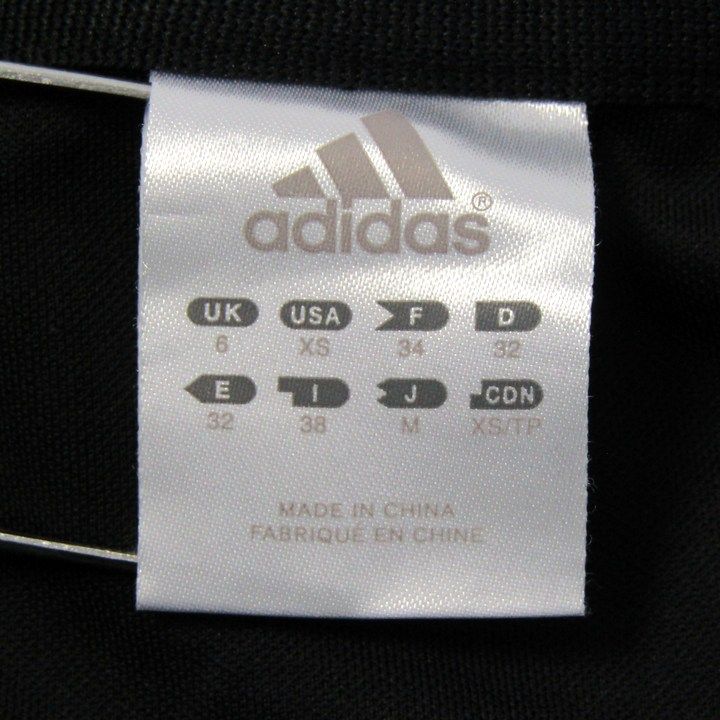 adidas®
UK USA F D
6 XS 34 32
E I J CDN
32 38 M XS/TP
MADE IN CHINA
FABRIQUÉ EN CHINE